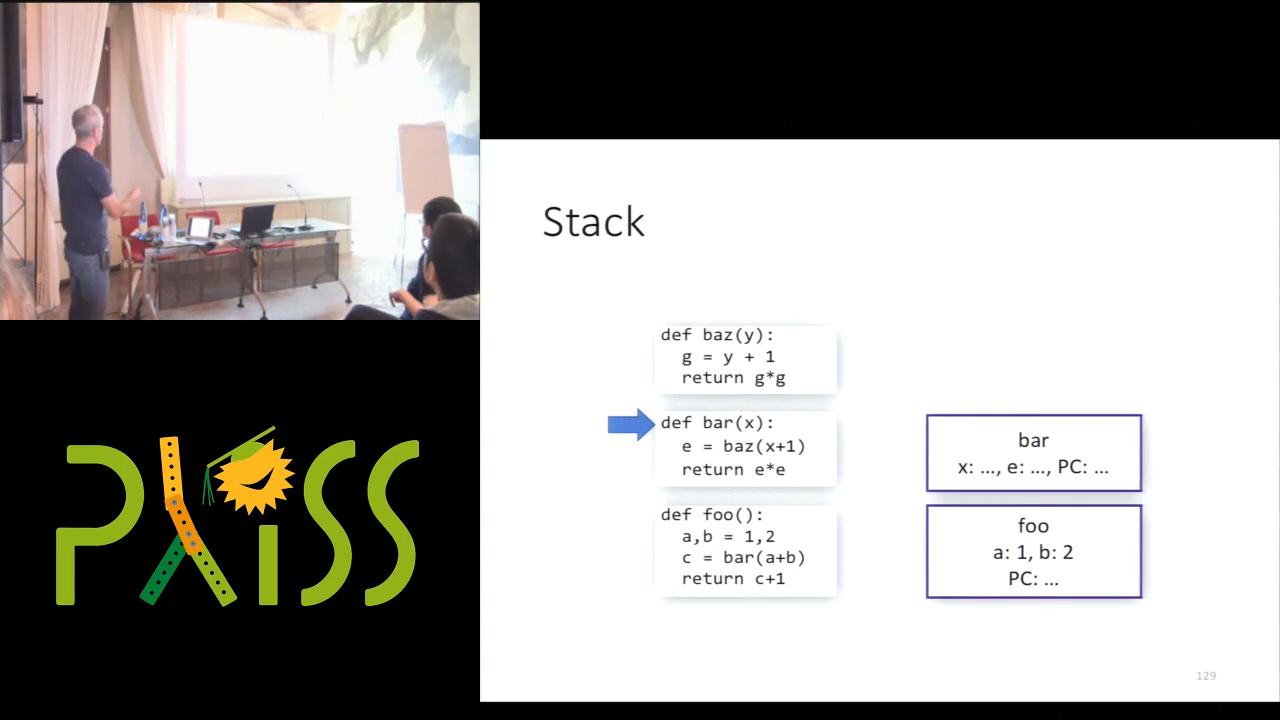 Stack
def baz(y):
g = y + 1
return g*g
def bar(x):
e = baz(x+1)
return e*e
def foo():
a,b = 1,2
c = bar(a+b)
return c+1
bar
x: ..., e: ..., PC: ...
foo
a: 1, b: 2
PC: ...
PAISS
129